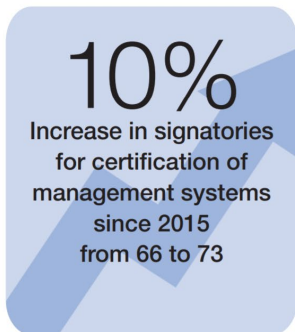 10%
Increase in signatories
for certification of
management systems
since 2015
from 66 to 73